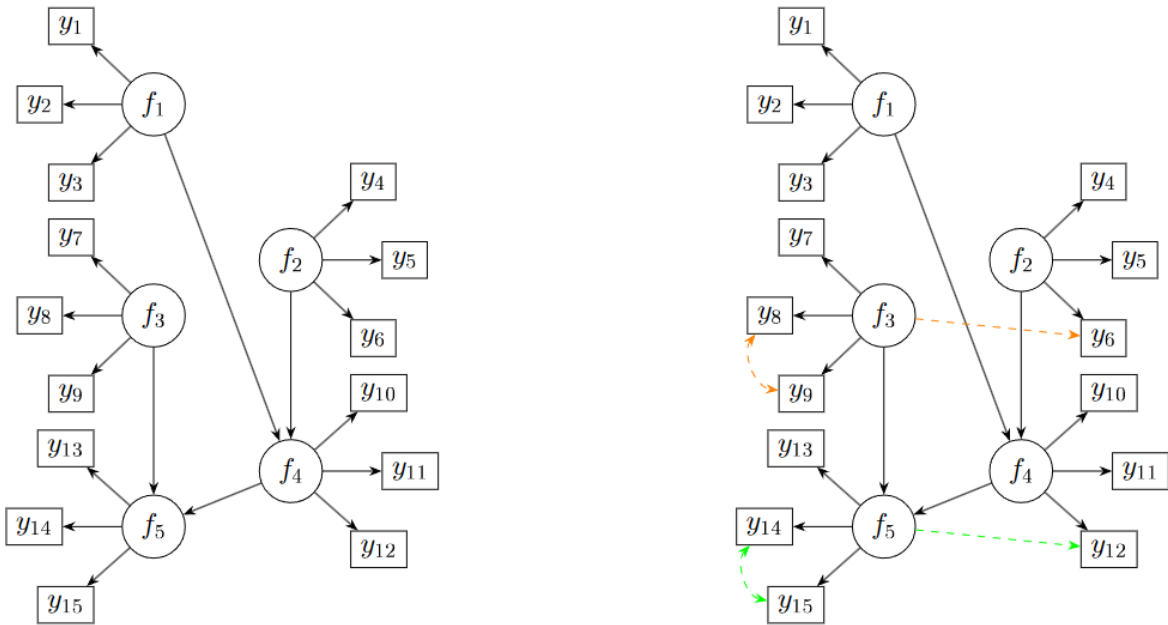 y₁
y₂
f₁
y₃
y₄
y₇
f₂
y₅
y₈
f₃
y₆
y₉
y₁₀
y₁₃
f₄
y₁₁
y₁₄
f₅
y₁₂
y₁₅
y₁
y₂
f₁
y₃
y₄
y₇
f₂
y₅
y₈
f₃
y₆
y₉
y₁₀
y₁₃
f₄
y₁₁
y₁₄
f₅
y₁₂
y₁₅